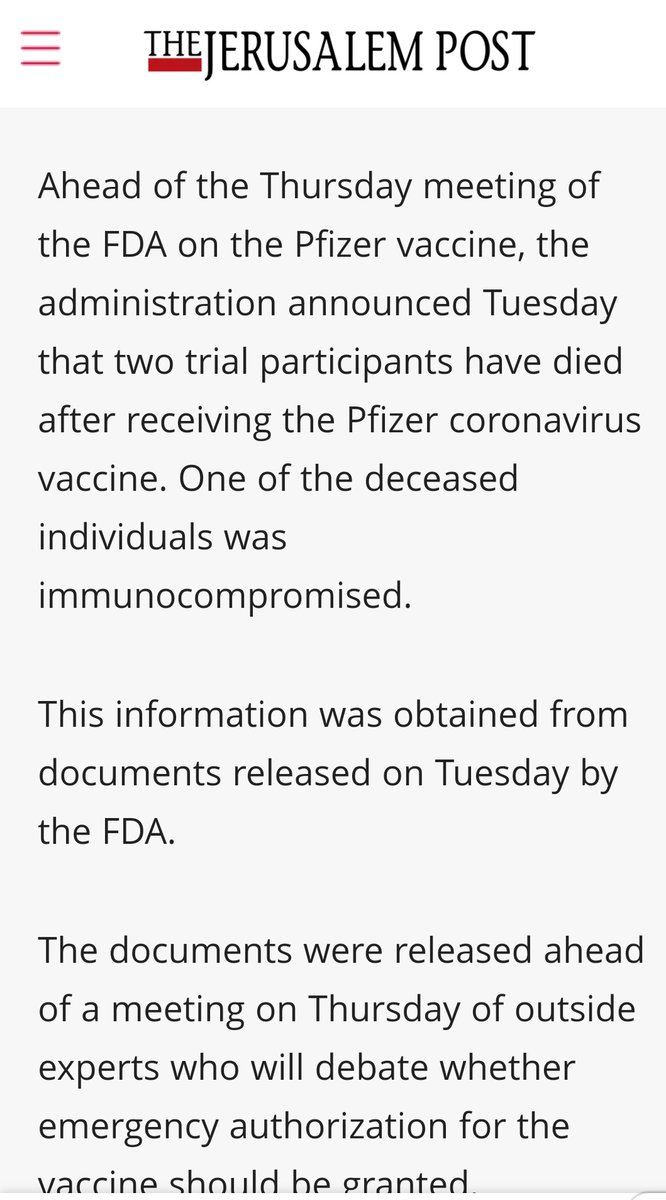 THE JERUSALEM POST
Ahead of the Thursday meeting of
the FDA on the Pfizer vaccine, the
administration announced Tuesday
that two trial participants have died
after receiving the Pfizer coronavirus
vaccine. One of the deceased
individuals was
immunocompromised.
This information was obtained from
documents released on Tuesday by
the FDA.
The documents were released ahead
of a meeting on Thursday of outside
experts who will debate whether
emergency authorization for the
vaccine should be granted.